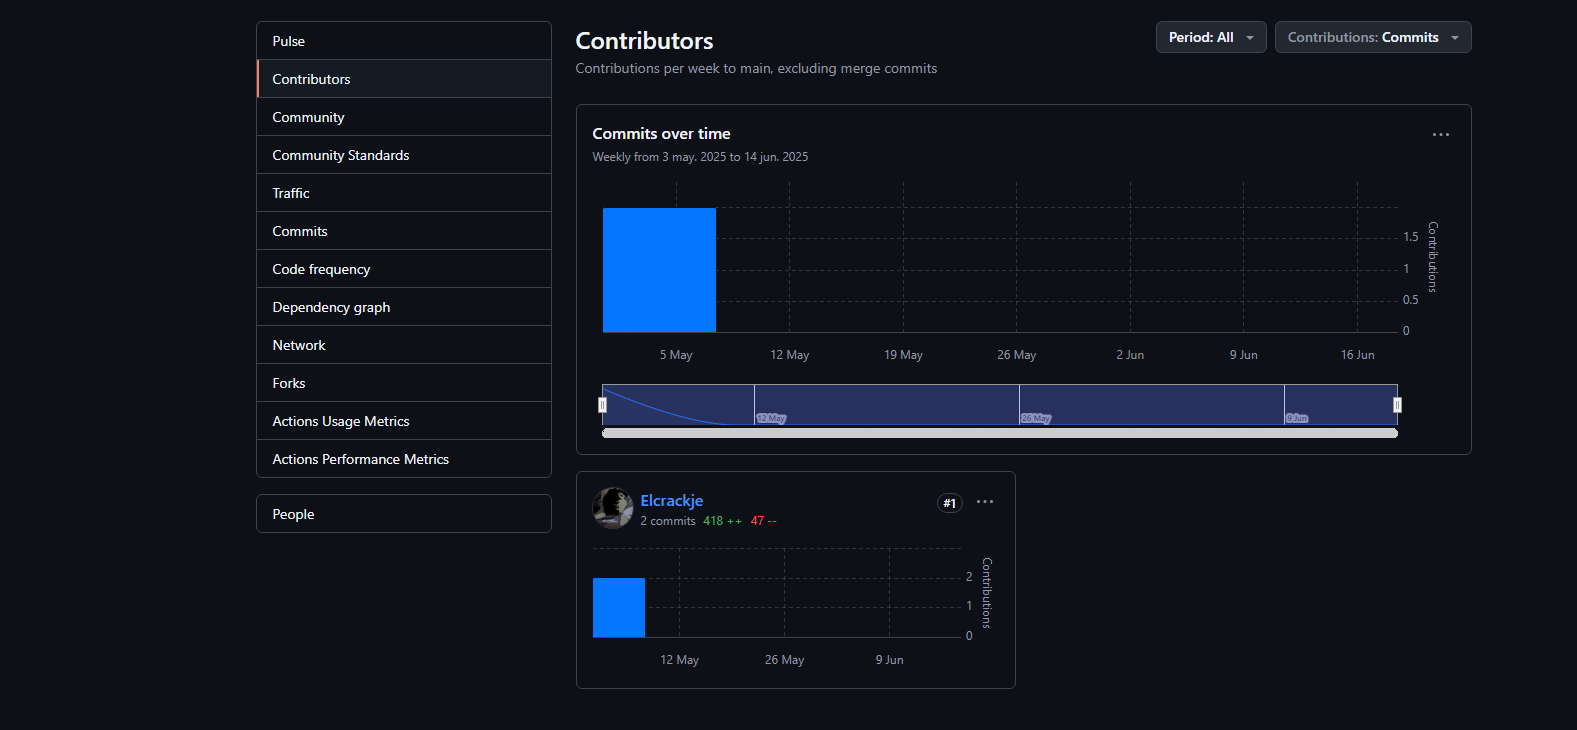 Pulse
Contributors
Community
Community Standards
Traffic
Commits
Code frequency
Dependency graph
Network
Forks
Actions Usage Metrics
Actions Performance Metrics
People
Contributors
Contributions per week to main, excluding merge commits
Period: All
Contributions: Commits
Commits over time
Weekly from 3 may. 2025 to 14 jun. 2025
1.5
1
0.5
0
Contributions
5 May 12 May 19 May 26 May 2 Jun 9 Jun 16 Jun
12 May 26 May 9 Jun
Elcrackje
#1
2 commits 418 ++ 47 --
2
1
0
Contributions
12 May 26 May 9 Jun